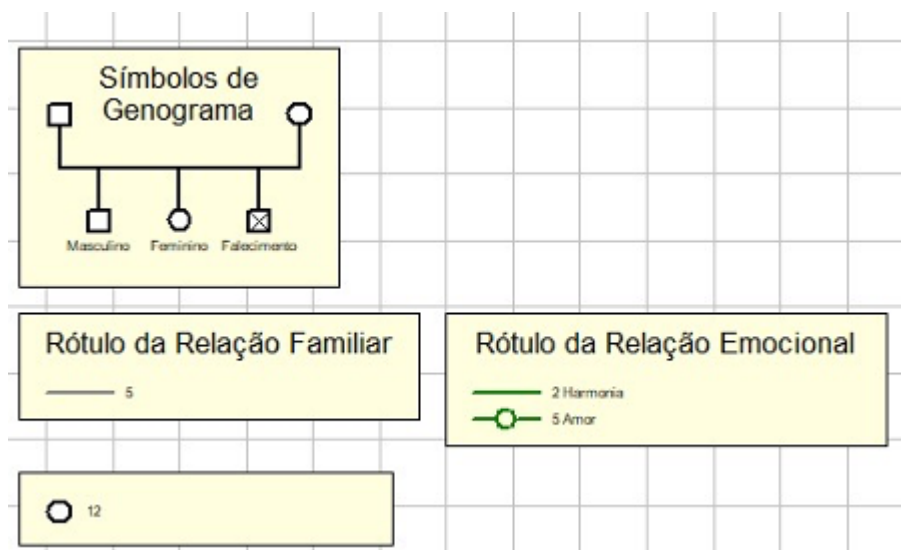 Símbolos de
Genograma
Masculino Feminino Falecimento
Rótulo da Relação Familiar
5
Rótulo da Relação Emocional
2 Harmonia
5 Amor
12